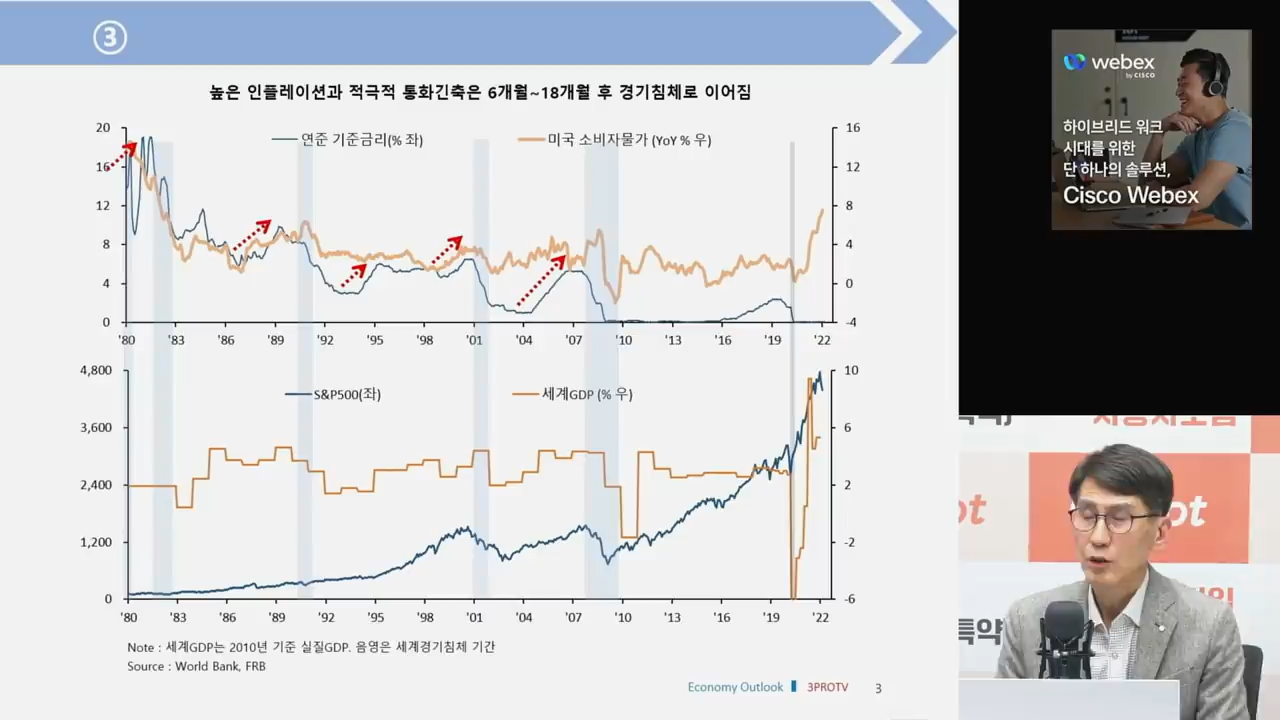 ③
높은 인플레이션과 적극적 통화긴축은 6개월~18개월 후 경기침체로 이어짐
연준 기준금리(% 좌)
미국 소비자물가 (YoY % 우)
20
16
12
8
4
0
16
12
8
4
0
-4
'80 '83 '86 '89 '92 '95 '98 '01 '04 '07 '10 '13 '16 '19 '22
S&P500(좌)
세계GDP (% 우)
4,800
3,600
2,400
1,200
0
10
6
2
-2
-6
'80 '83 '86 '89 '92 '95 '98 '01 '04 '07 '10 '13 '16 '19 '22
Note : 세계GDP는 2010년 기준 실질GDP. 음영은 세계경기침체 기간
Source : World Bank, FRB
Economy Outlook 3PROTV 3
webex
by CISCO
하이브리드 워크
시대를 위한
단 하나의 솔루션,
Cisco Webex